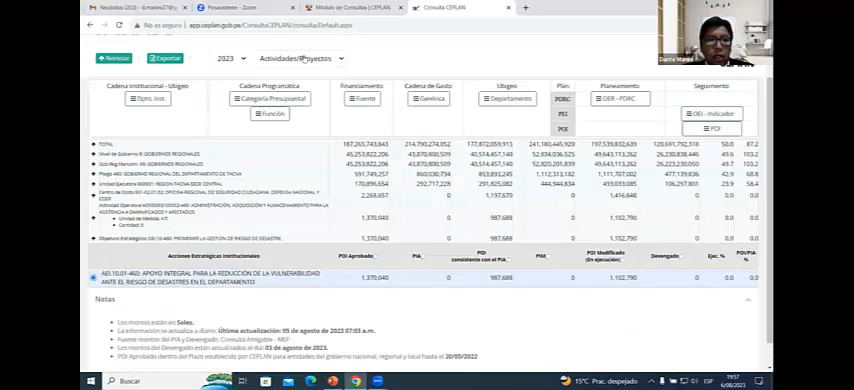 Recibidos - d.mares27@g
Posasistente - Zoom
Módulo de Consultas | CEPLAN
Consulta CEPLAN
No es seguro
app.ceplan.gob.pe/ConsultaCEPLAN/consulta/Default.aspx
Reiniciar
Exportar
2023
Actividades/Proyectos
Dante Mares
Cadena Institucional - Ubigeo
Cadena Programática
Financiamiento
Cadena de Gasto
Ubigeo
Plan
Planeamiento
Seguimiento
Dpto. Inst.
Categoría Presupuestal
Fuente
Genérica
Departamento
PDRC
OER - PDRC
Función
PEI
OEI - Indicador
POI
POI
TOTAL 187,265,743,843 214,790,274,052 177,872,059,913 241,180,445,920 197,539,832,639 120,691,792,318 50.0 87.2
Nivel de Gobierno R: GOBIERNOS REGIONALES 45,253,822,206 43,870,800,509 40,514,457,140 52,834,036,525 49,643,113,262 26,230,838,446 49.6 103.2
Gob.Reg./Mancom. 99: GOBIERNOS REGIONALES 45,253,822,206 43,870,800,509 40,514,457,140 52,820,201,839 49,643,113,262 26,223,230,050 49.7 103.2
Pliego 460: GOBIERNO REGIONAL DEL DEPARTAMENTO DE TACNA 591,749,257 860,030,734 853,893,245 1,112,313,182 1,111,707,002 477,139,836 42.9 68.8
Unidad Ejecutora 000931: REGION TACNA-SEDE CENTRAL 170,896,654 292,717,228 291,825,082 444,944,834 493,093,085 106,297,801 23.9 58.4
Centro de Costo 931-02.01.02: OFICINA REGIONAL DE SEGURIDAD CIUDADANA, DEFENSA NACIONAL Y 2,268,657 0 1,197,670 0 1,416,648 0 0.0 0.0
Actividad Operativa ADMINISTRACIÓN, ADQUISICIÓN Y ALMACENAMIENTO PARA LA
ASISTENCIA A DAMNIFICADOS Y AFECTADOS
Unidad de Medida: KIT 1,370,040 0 987,688 0 1,102,790 0 0.0 0.0
Cantidad: 0
Objetivo Estratégico OEI.10-460: PROMOVER LA GESTION DE RIESGO DE DESASTRE. 1,370,040 0 987,688 0 1,102,790 0 0.0 0.0
Acciones Estratégicas Institucionales
POI Aprobado
PIA
POI
consistente con el PIA
PIM
POI Modificado
(En ejecución)
Devengado
Ejec. %
POI/PIA
%
AEI.10.01-460: APOYO INTEGRAL PARA LA REDUCCIÓN DE LA VULNERABILIDAD
ANTE EL RIESGO DE DESASTRES EN EL DEPARTAMENTO
1,370,040 0 987,688 0 1,102,790 0 0.0 0.0
Notas
Los montos están en Soles.
La información se actualiza a diario. Última actualización: 05 de agosto de 2023 07:03 a.m.
Fuente montos del PIA y Devengado: Consulta Amigable - MEF
Los montos del Devengado están actualizados al día: 03 de agosto de 2023.
POI Aprobado dentro del Plazo establecido por CEPLAN para entidades del gobierno nacional, regional y local hasta el 20/05/2022
Buscar
15°C Prac. despejado
ESP
19:57
6/08/2023